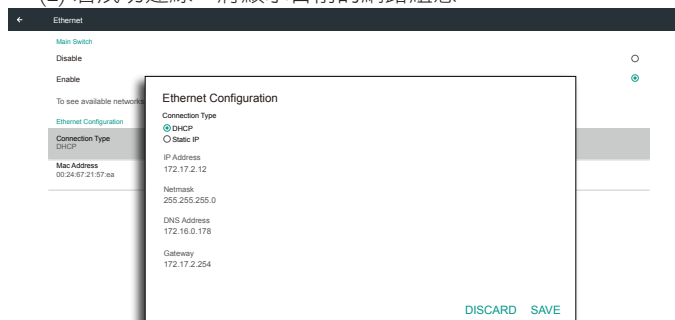 Ethernet
Main Switch
Disable
Enable
To see available networks
Ethernet Configuration
Connection Type
DHCP
Mac Address
00:24:67:21:57:ea
Ethernet Configuration
Connection Type
DHCP
Static IP
IP Address
172.17.2.12
Netmask
255.255.255.0
DNS Address
172.16.0.178
Gateway
172.17.2.254
DISCARD SAVE